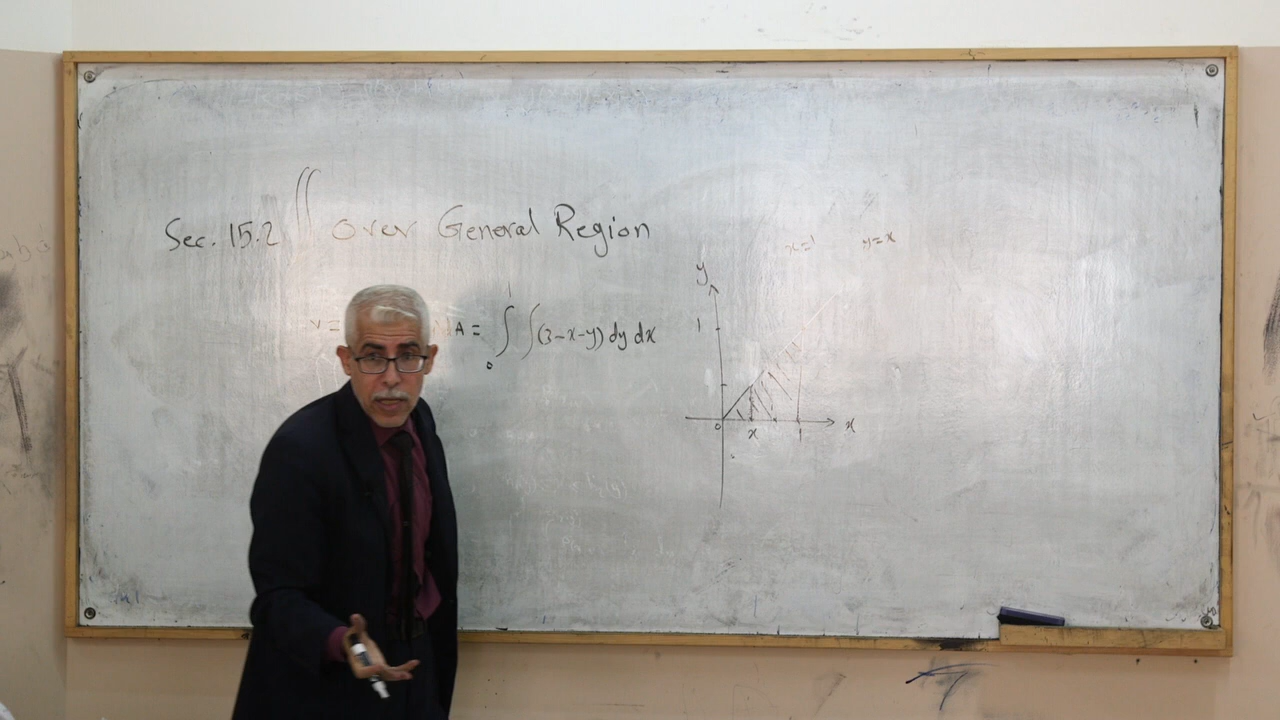 Sec. 15.2 ∬ over General Region
x=1 y=x
V= A = ∫₀¹ ∫(3-x-y) dy dx
y
1
0 x 1 x